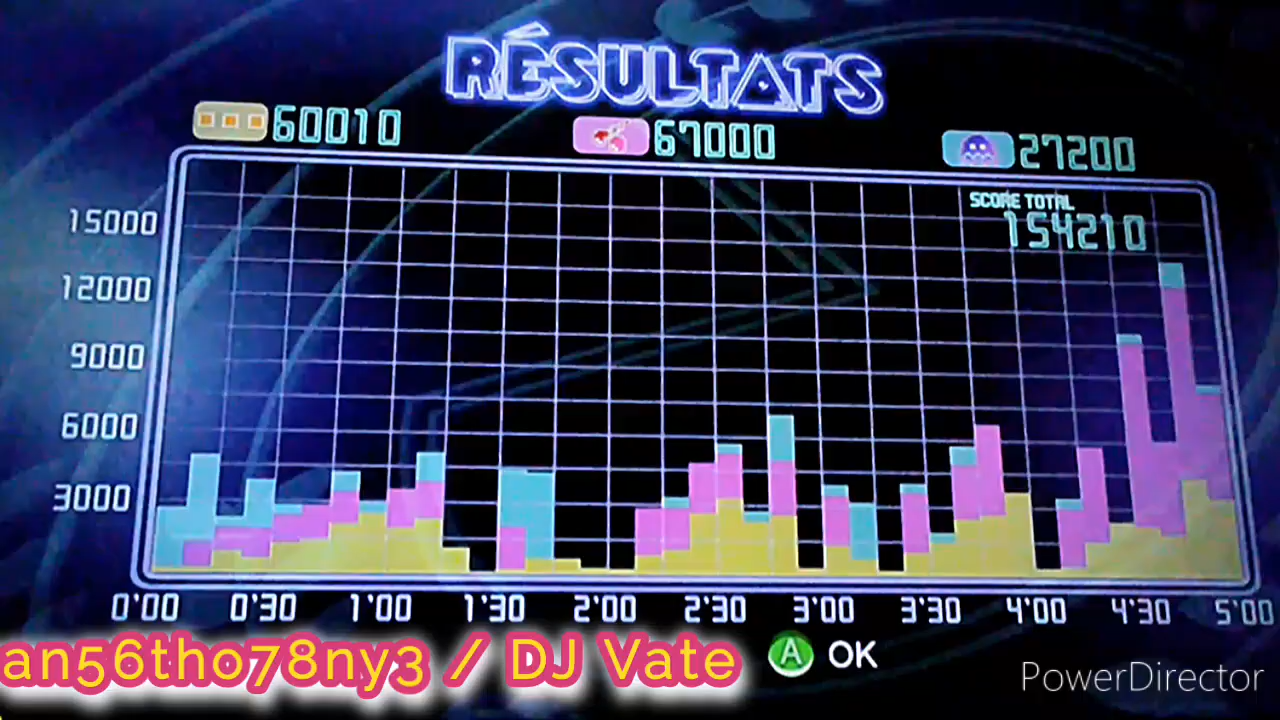 RÉSULTATS
60010 67000 27200
SCORE TOTAL
154210
15000
12000
9000
6000
3000
0'00 0'30 1'00 1'30 2'00 2'30 3'00 3'30 4'00 4'30 5'00
an56tho78ny3 / DJ Vate
A OK
PowerDirector